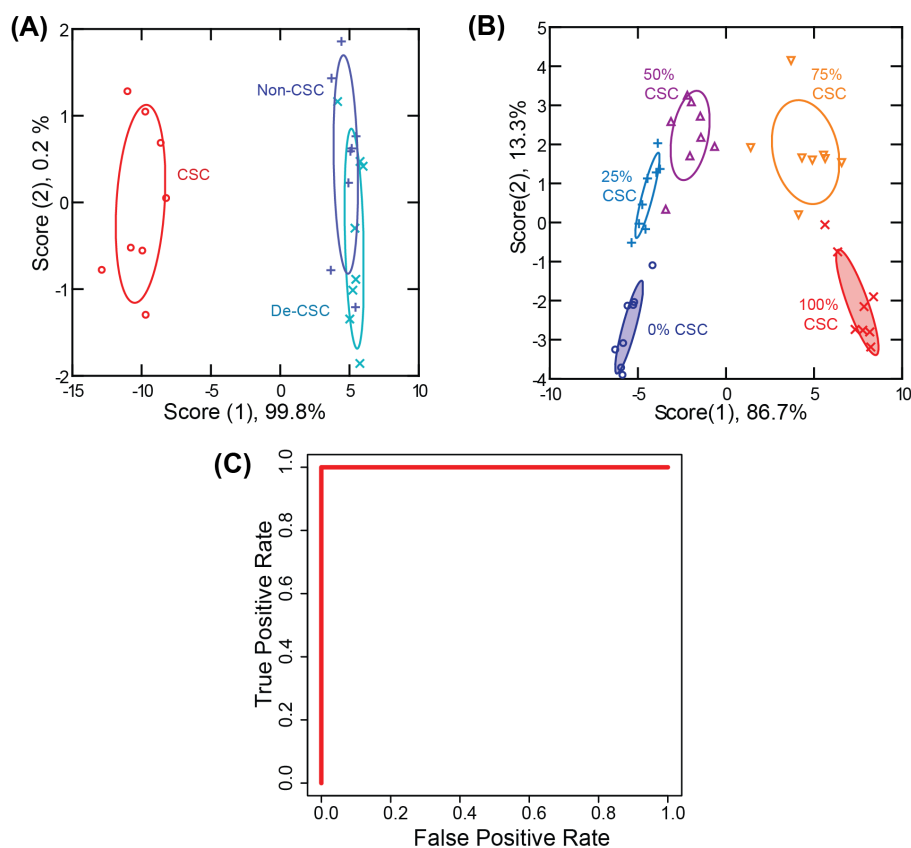 (A)
2
1
0
-1
-2
Score (2), 0.2 %
Non-CSC
CSC
De-CSC
-15
-10
-5
0
5
10
Score (1), 99.8%
(B)
5
4
3
2
1
0
-1
-2
-3
-4
Score(2), 13.3%
50%
CSC
75%
CSC
25%
CSC
0% CSC
100%
CSC
-10
-5
0
5
10
Score(1), 86.7%
(C)
1.0
0.8
0.6
0.4
0.2
0.0
True Positive Rate
0.0
0.2
0.4
0.6
0.8
1.0
False Positive Rate